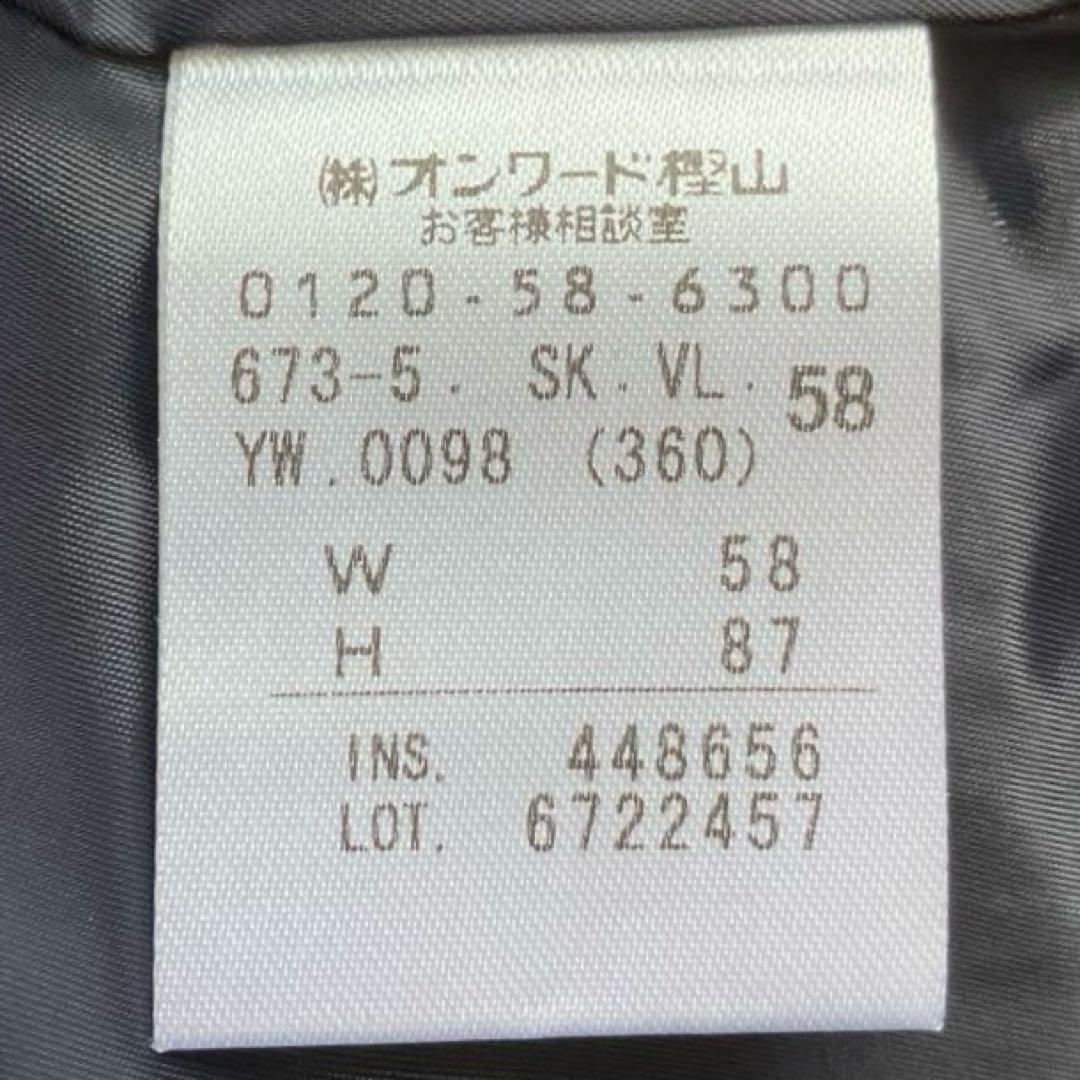 (株)オンワード樫山
お客様相談室
0120-58-6300
673-5. SK.VL. 58
YW.0098 (360)
W 58
H 87
INS. 448656
LOT. 6722457